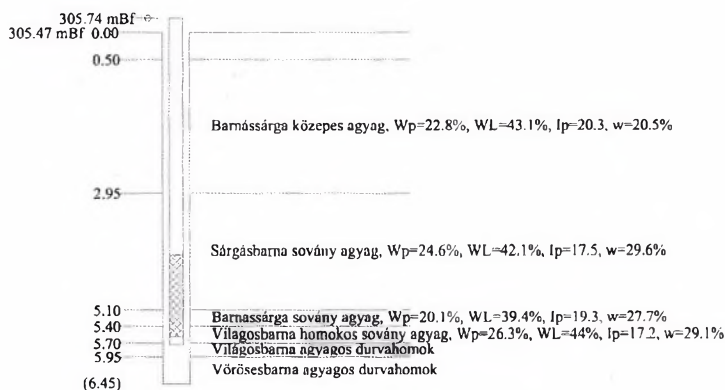 305.74 mBf
305.47 mBf 0.00
0.50
Barnássárga közepes agyag, Wp=22.8%, WL=43.1%, Ip=20.3, w=20.5%
2.95
Sárgásbarna sovány agyag, Wp=24.6%, WL=42.1%, Ip=17.5, w=29.6%
5.10
Barnassárga sovány agyag, Wp=20.1%, WL=39.4%, Ip=19.3, w=27.7%
5.40
Világosbarna homokos sovány agyag, Wp=26.3%, WL=44%, Ip=17.2, w=29.1%
5.70
Világosbarna agyagos durvahomok
5.95
Vörösesbarna agyagos durvahomok
(6.45)